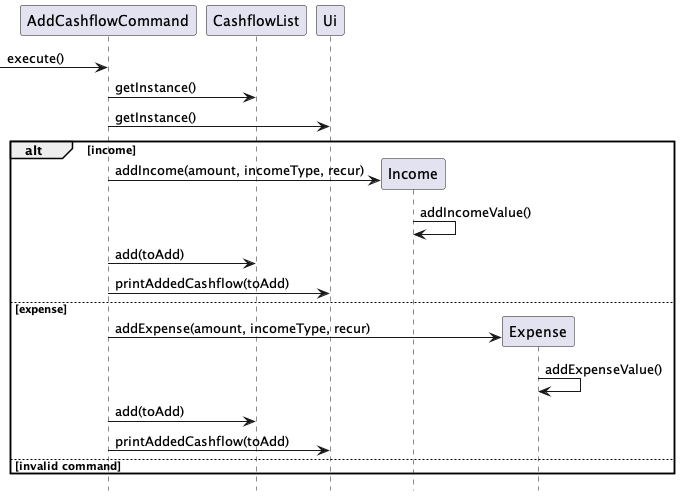 AddCashflowCommand CashflowList Ui
execute()
getInstance()
getInstance()
alt [income]
addIncome(amount, incomeType, recur) Income
addIncomeValue()
add(toAdd)
printAddedCashflow(toAdd)
[expense]
addExpense(amount, incomeType, recur) Expense
addExpenseValue()
add(toAdd)
printAddedCashflow(toAdd)
[invalid command]